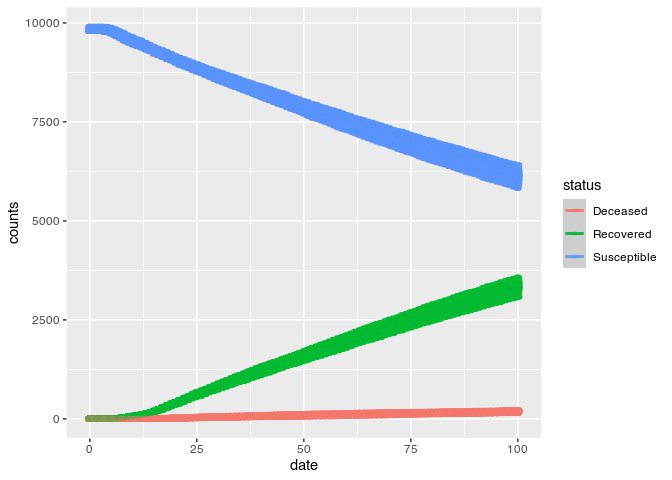 10000
7500
5000
2500
0
counts
0 25 50 75 100
date
status
Deceased
Recovered
Susceptible